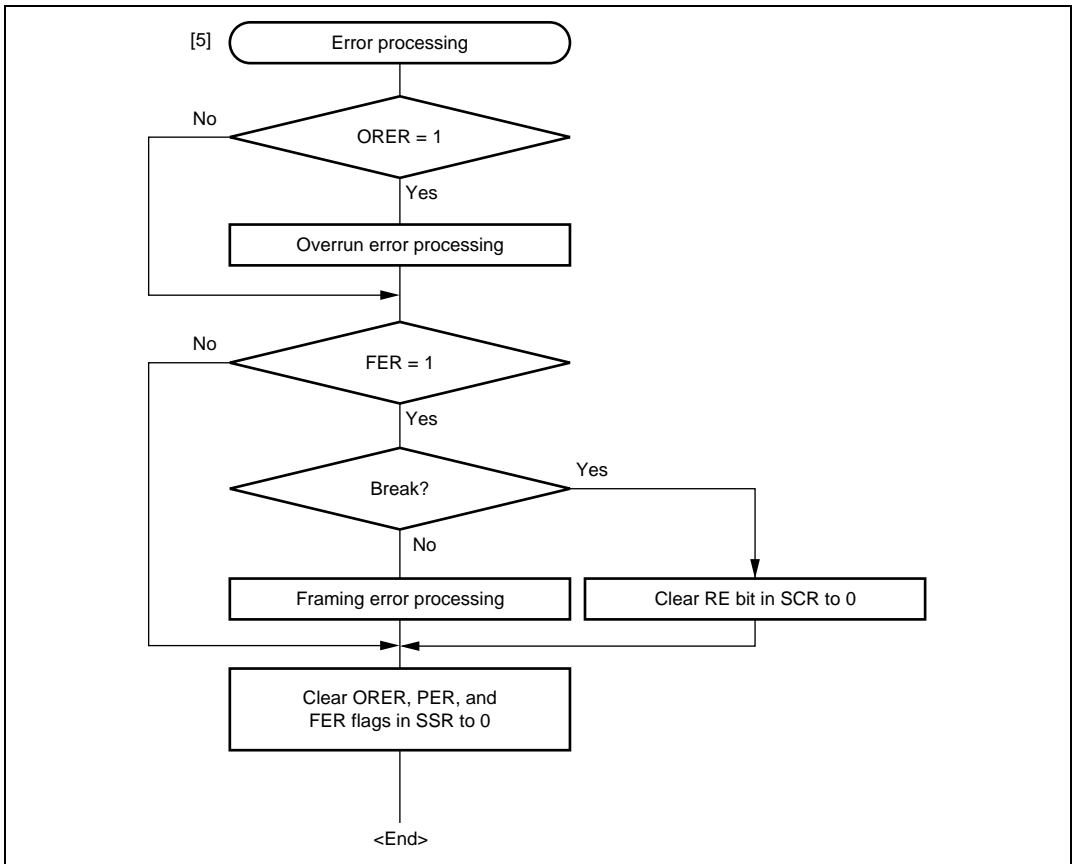 [5] Error processing
No
ORER = 1
Yes
Overrun error processing
No
FER = 1
Yes
Yes
Break?
No
Framing error processing
Clear RE bit in SCR to 0
Clear ORER, PER, and
FER flags in SSR to 0
<End>